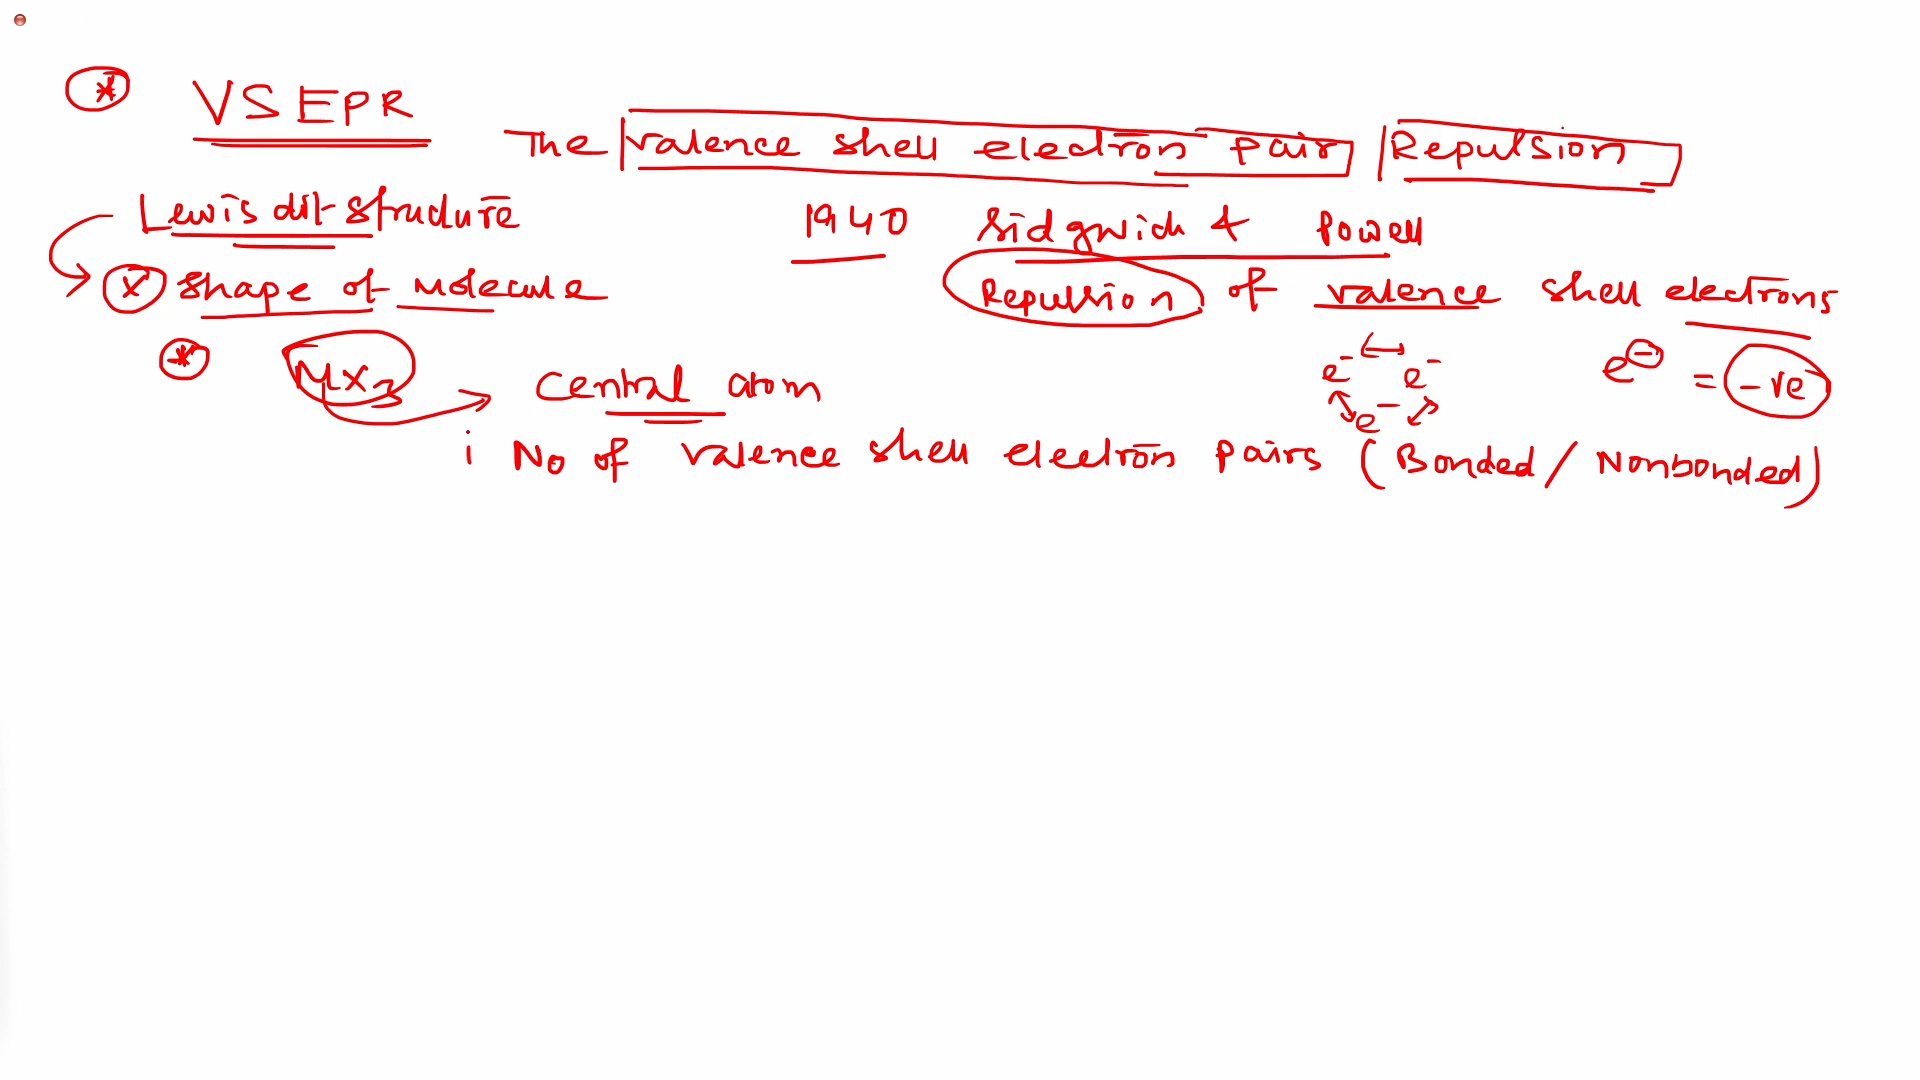 VSEPR
The valence shell electron pair Repulsion
Lewis dot structure
1940 Sidgwick & Powell
x shape of molecule
Repulsion of valence shell electrons
* MX3
e- e- e-
e- = -ve
Central atom
i No of valence shell electron pairs (Bonded/Nonbonded)